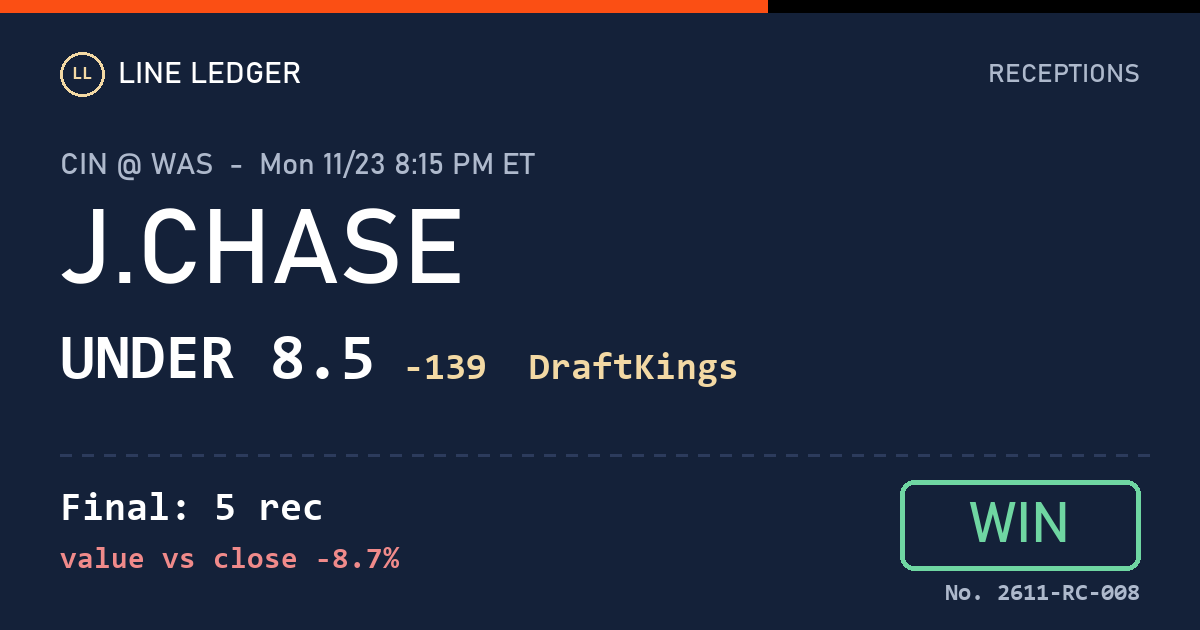 LL LINE LEDGER
RECEPTIONS
CIN @ WAS - Mon 11/23 8:15 PM ET
J.CHASE
UNDER 8.5 -139 DraftKings
Final: 5 rec
WIN
value vs close -8.7%
No. 2611-RC-008